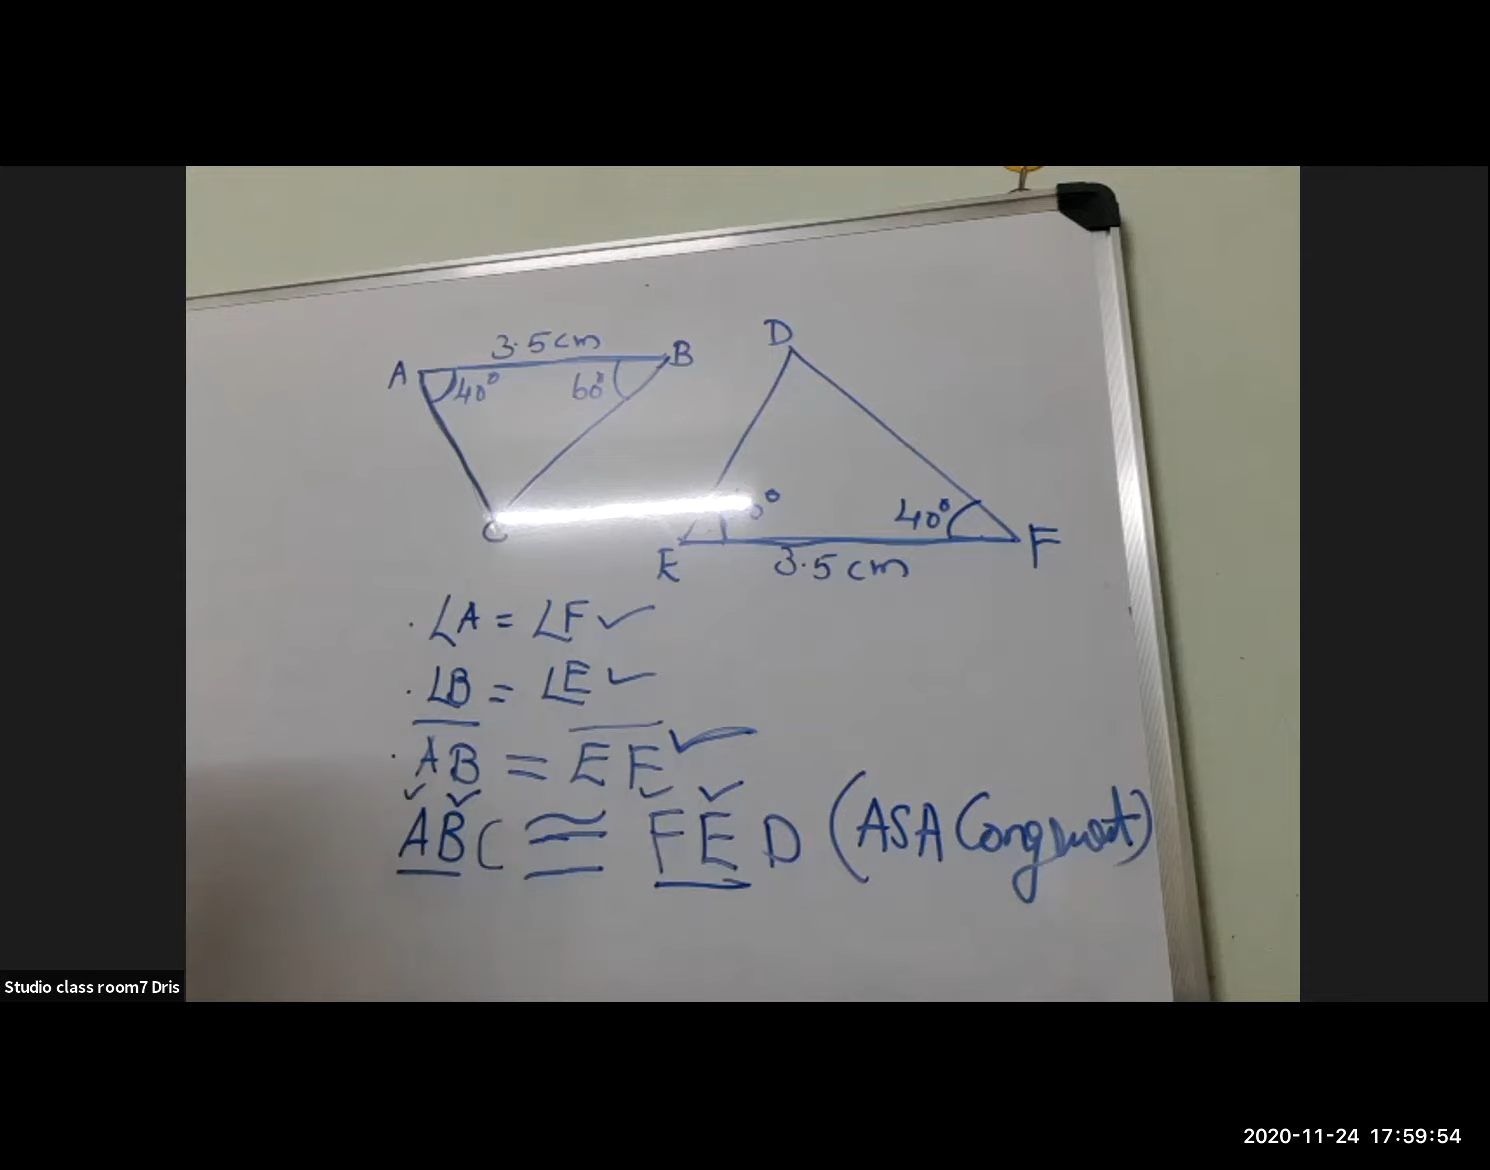 3.5cm
A
B
40°
60°
C
D
40°
E
F
3.5 cm
∠A = ∠F ✓
∠B = ∠E ✓
AB = EF ✓
ABC ≅ FED (ASA Congruent)
Studio class room7 Dris
2020-11-24 17:59:54